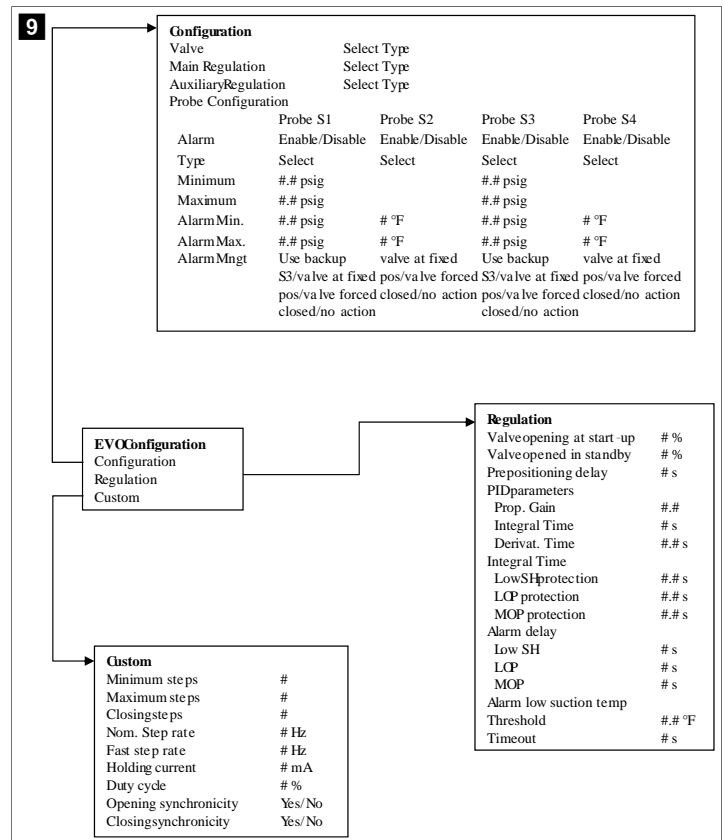 9
Configuration
Valve Select Type
Main Regulation Select Type
AuxiliaryRegulation Select Type
Probe Configuration
Probe S1 Probe S2 Probe S3 Probe S4
Alarm Enable/Disable Enable/Disable Enable/Disable Enable/Disable
Type Select Select Select Select
Minimum #.# psig #.# psig
Maximum #.# psig #.# psig
Alarm Min. #.# psig # °F #.# psig # °F
Alarm Max. #.# psig # °F #.# psig # °F
Alarm Mngt Use backup valve at fixed Use backup valve at fixed
S3/valve at fixed pos/valve forced S3/valve at fixed pos/valve forced
pos/valve forced closed/no action pos/valve forced closed/no action
closed/no action closed/no action
EVOConfiguration
Configuration
Regulation
Custom
Regulation
Valveopening at start-up # %
Valveopened in standby # %
Prepositioning delay # s
PIDparameters
Prop. Gain #.#
Integral Time # s
Derivat. Time #.# s
Integral Time
LowSHprotection #.# s
LOP protection #.# s
MOP protection #.# s
Alarm delay
Low SH # s
LOP # s
MOP # s
Alarm low suction temp
Threshold #.# °F
Timeout # s
Custom
Minimum steps #
Maximum steps #
Closingsteps #
Nom. Step rate # Hz
Fast step rate # Hz
Holding current # mA
Duty cycle # %
Opening synchronicity Yes/No
Closingsynchronicity Yes/No